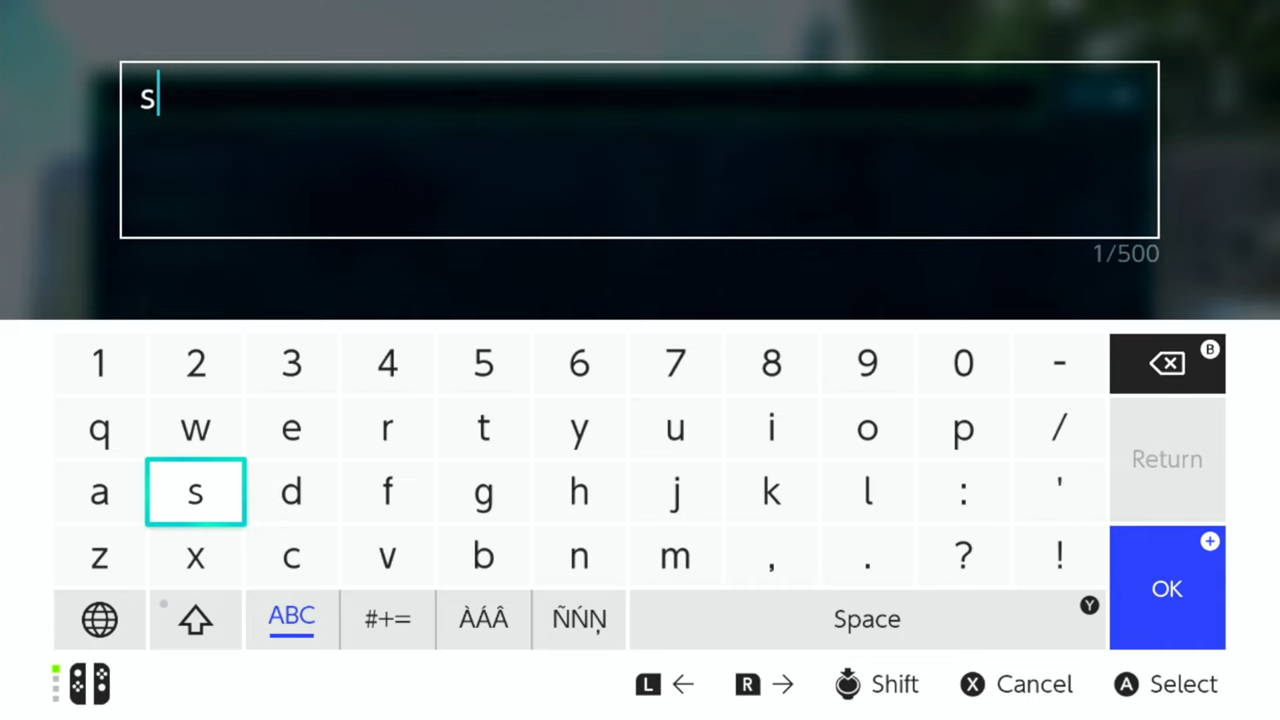 s
1/500
1 2 3 4 5 6 7 8 9 0 - B
q w e r t y u i o p / Return
a s d f g h j k l : '
z x c v b n m , . ? ! + OK
ABC #+= ÀÁÂ ÑŃŅ Space Y
L ← R → Shift X Cancel A Select